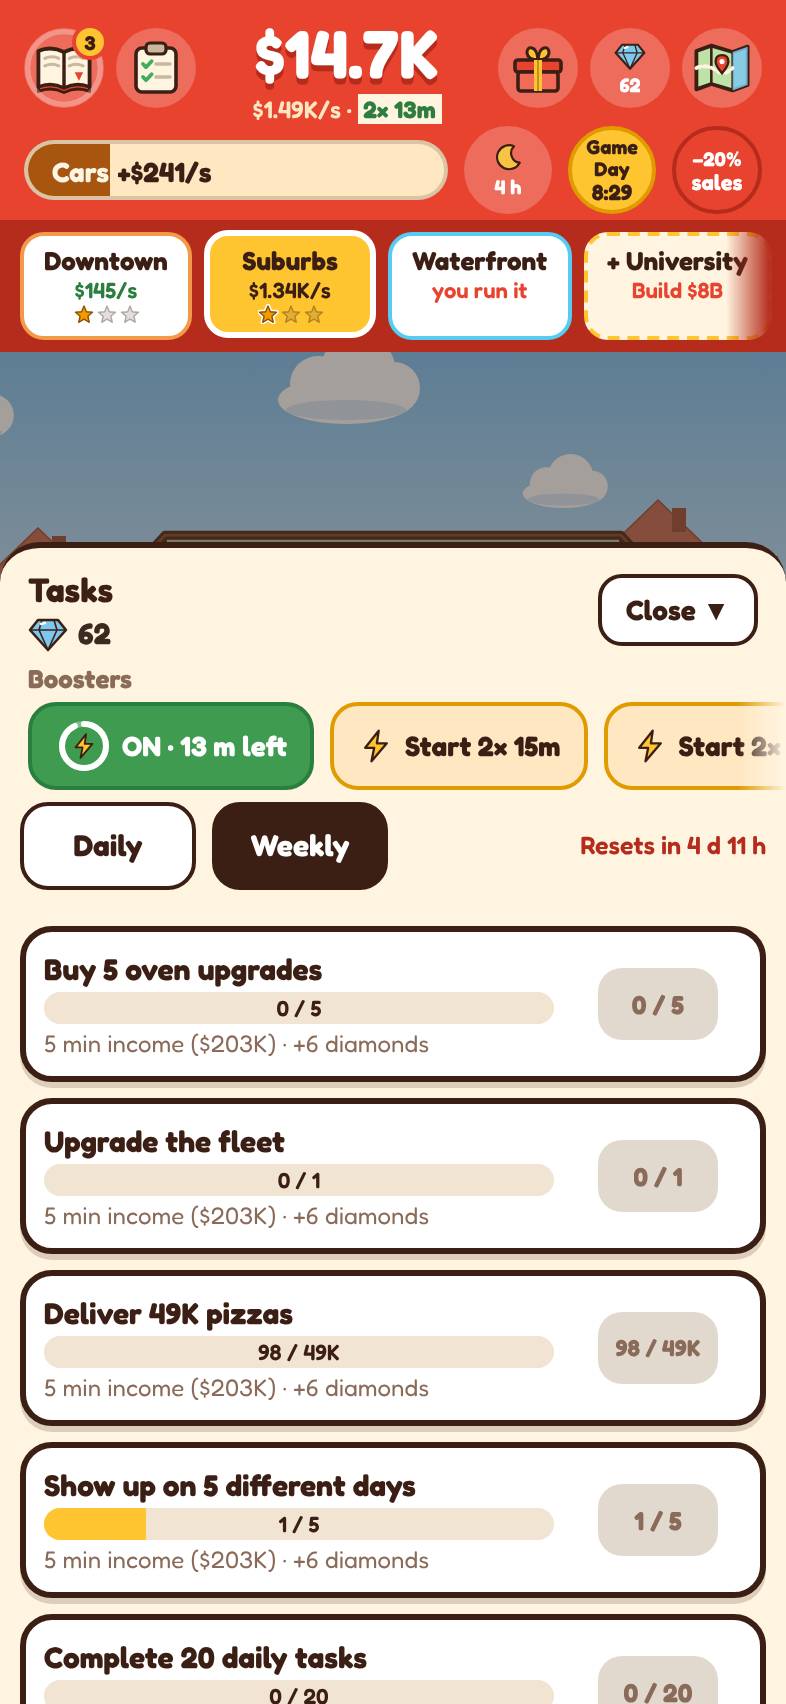 3
$14.7K
$1.49K/s · 2x 13m
62
Cars +$241/s
4 h
Game
Day
8:29
−20%
sales
Downtown
$145/s
Suburbs
$1.34K/s
Waterfront
you run it
+ University
Build $8B
Tasks
62
Close ▼
Boosters
ON · 13 m left
Start 2x 15m
Start 2x
Daily
Weekly
Resets in 4 d 11 h
Buy 5 oven upgrades
0 / 5
0 / 5
5 min income ($203K) · +6 diamonds
Upgrade the fleet
0 / 1
0 / 1
5 min income ($203K) · +6 diamonds
Deliver 49K pizzas
98 / 49K
98 / 49K
5 min income ($203K) · +6 diamonds
Show up on 5 different days
1 / 5
1 / 5
5 min income ($203K) · +6 diamonds
Complete 20 daily tasks
0 / 20
0 / 20